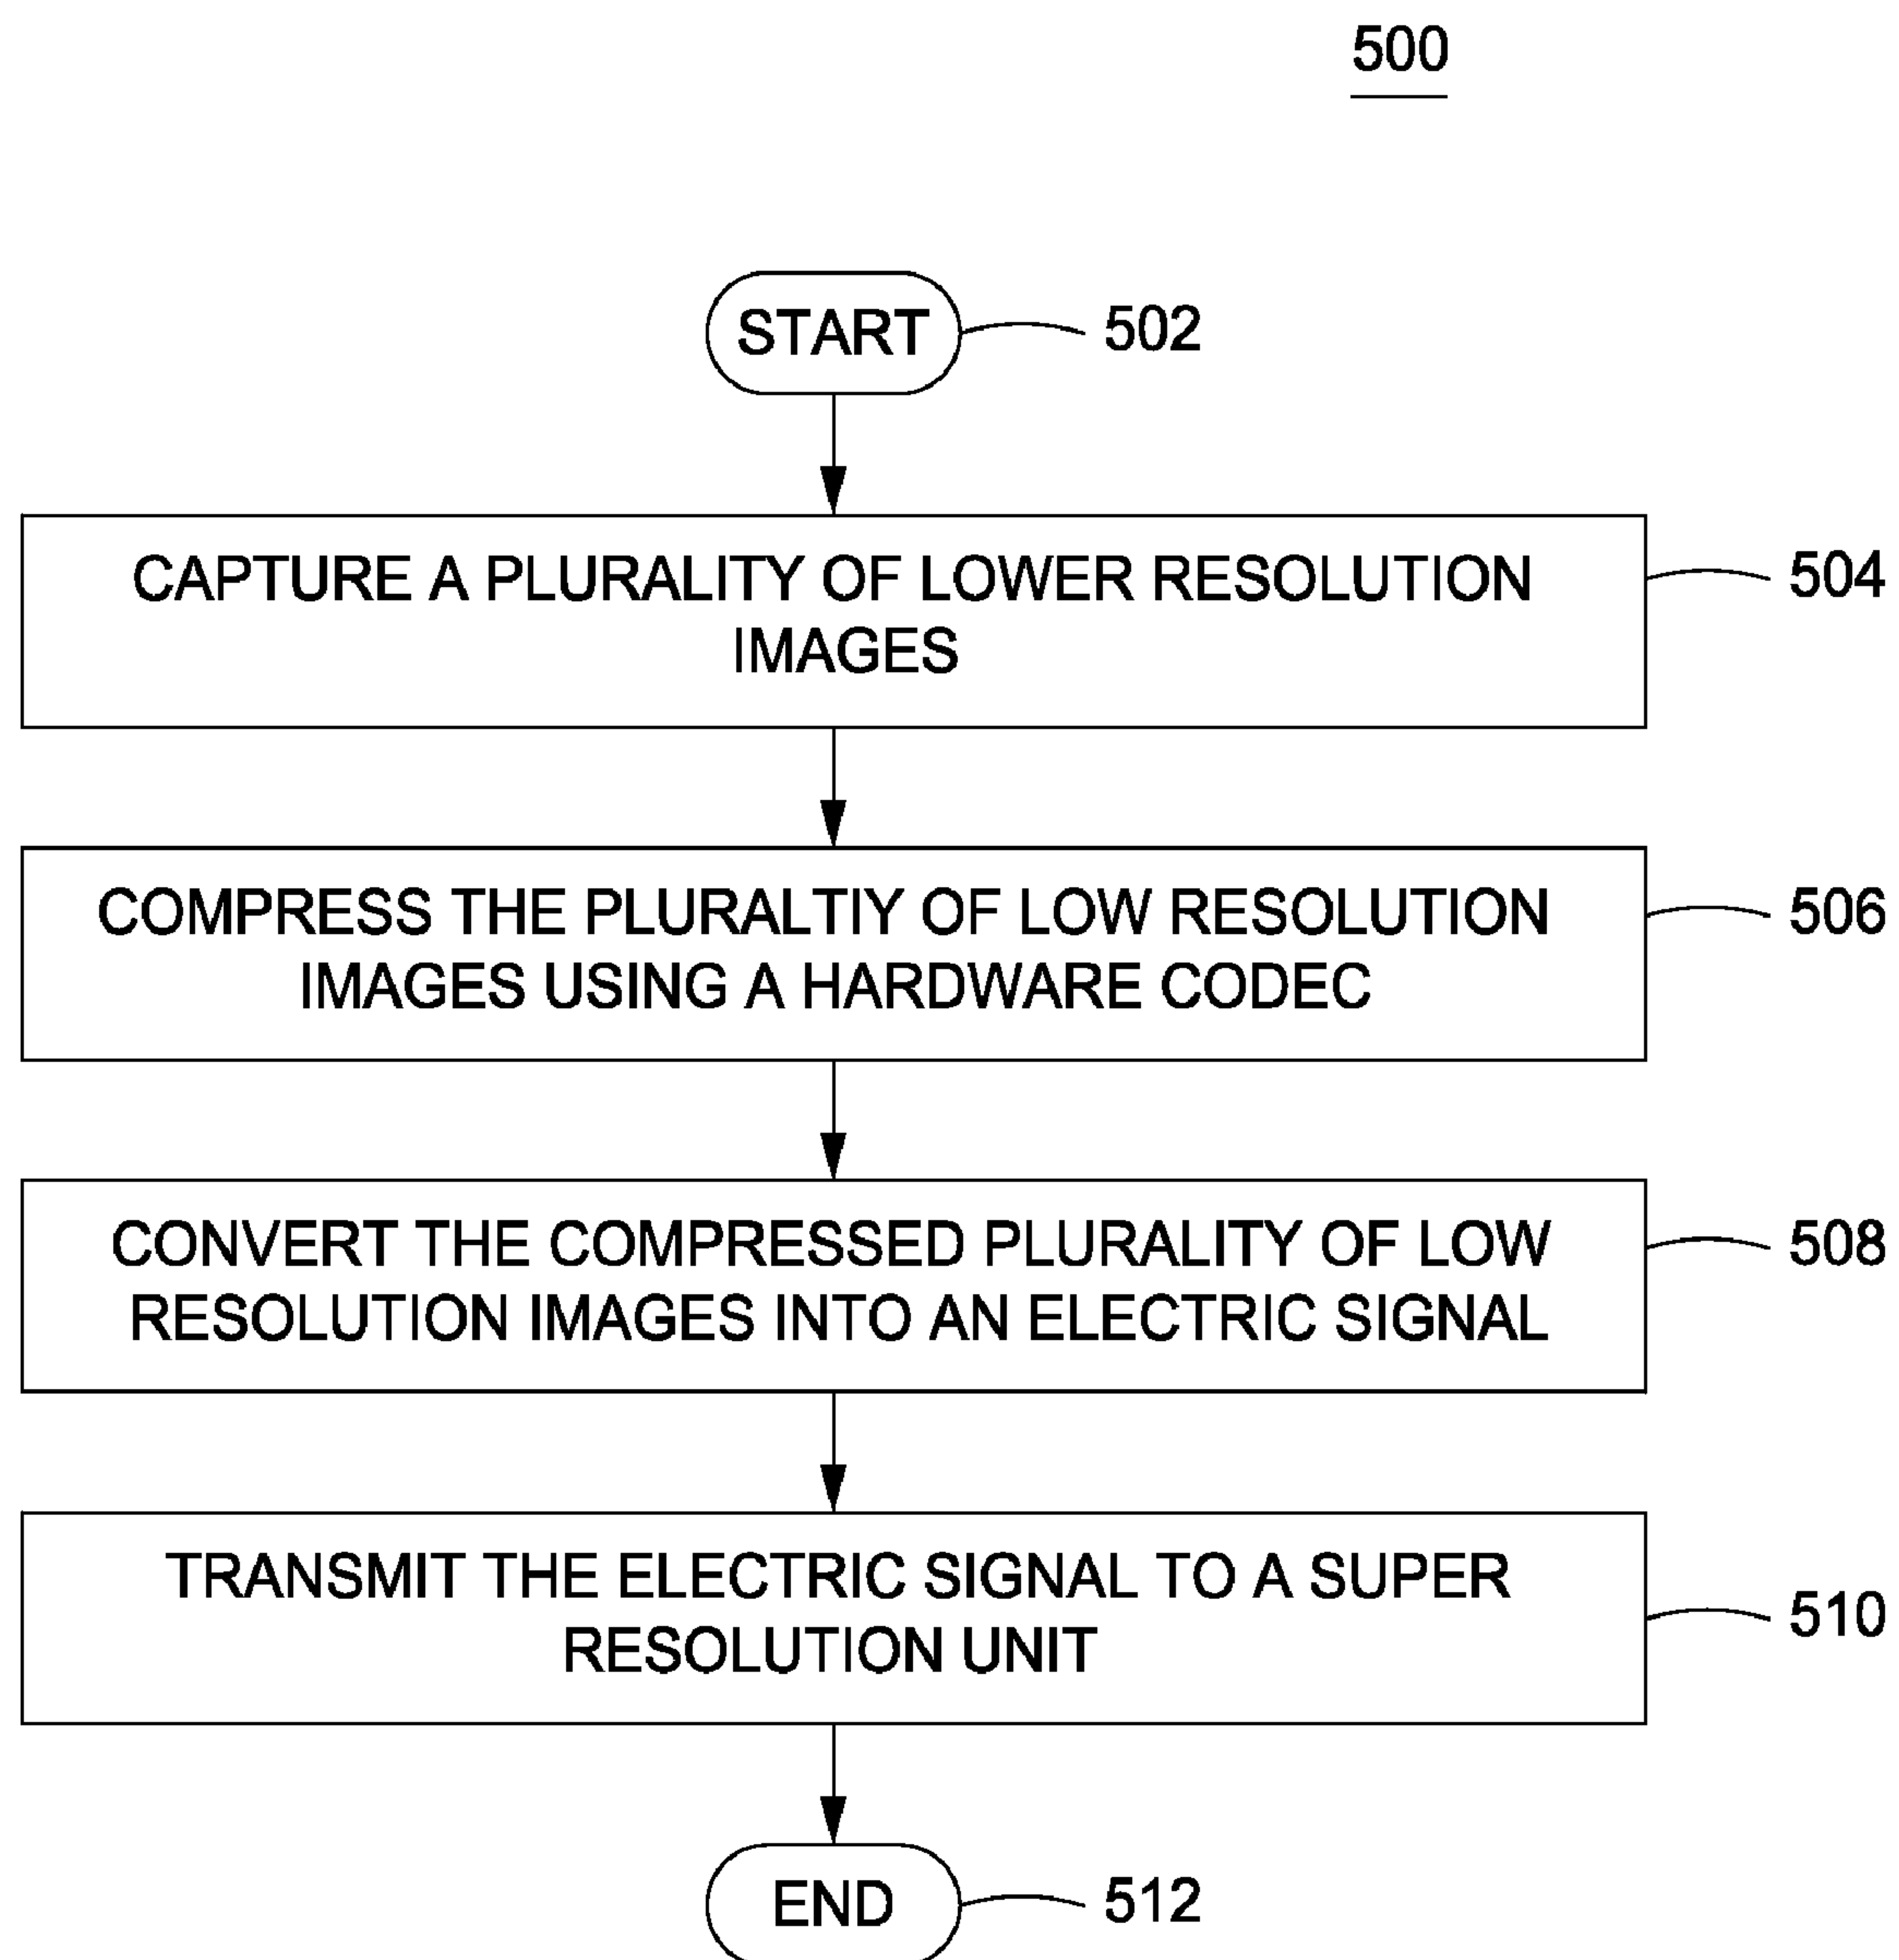 500
START
502
CAPTURE A PLURALITY OF LOWER RESOLUTION
IMAGES
504
COMPRESS THE PLURALTIY OF LOW RESOLUTION
IMAGES USING A HARDWARE CODEC
506
CONVERT THE COMPRESSED PLURALITY OF LOW
RESOLUTION IMAGES INTO AN ELECTRIC SIGNAL
508
TRANSMIT THE ELECTRIC SIGNAL TO A SUPER
RESOLUTION UNIT
510
END
512